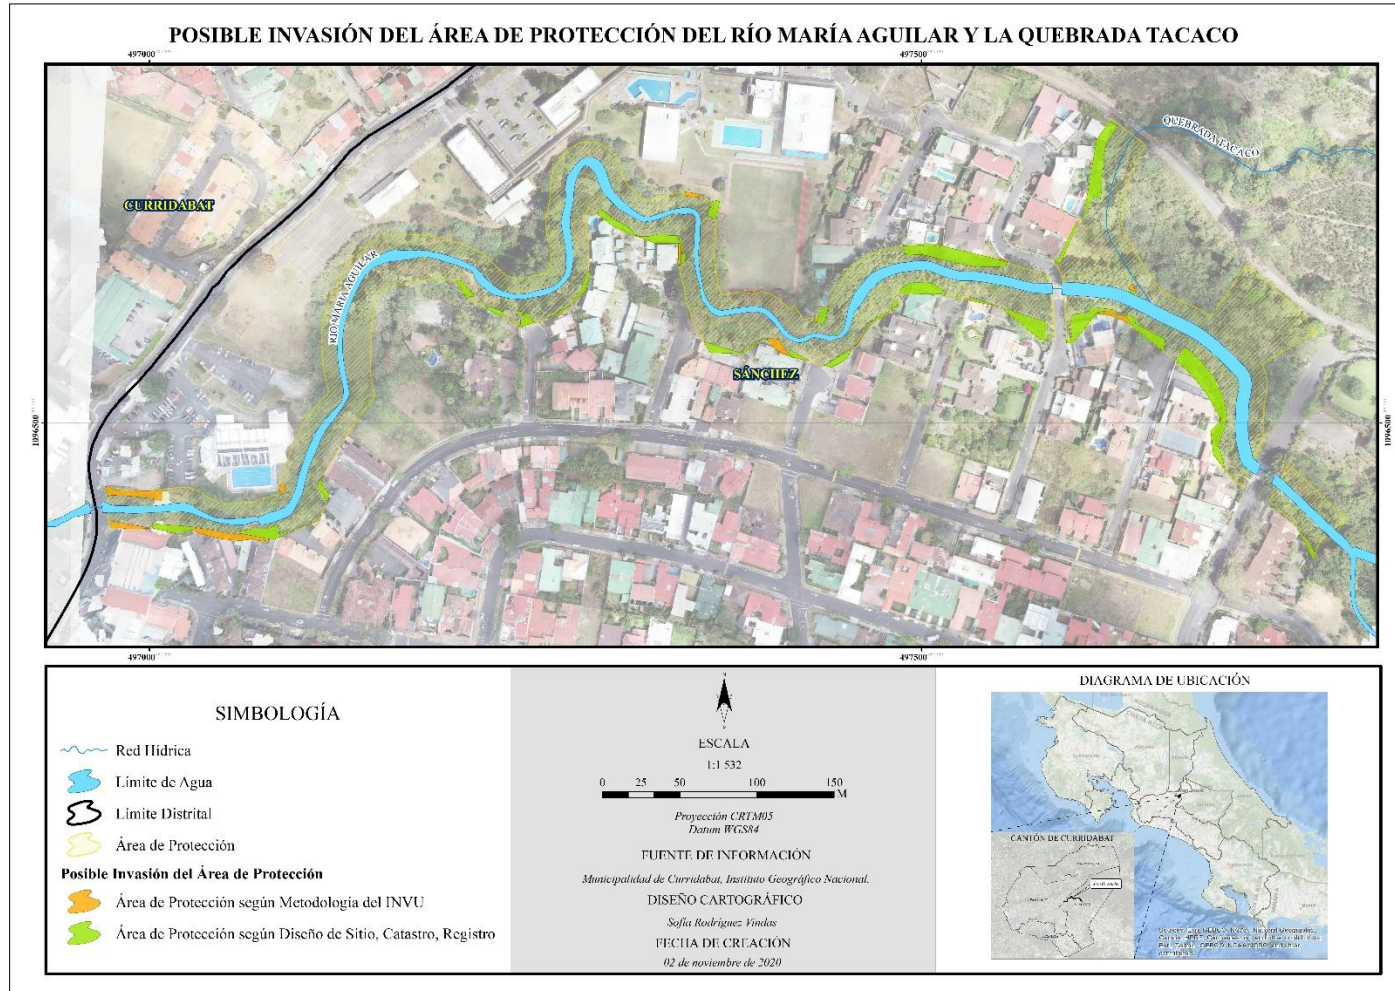 POSIBLE INVASIÓN DEL ÁREA DE PROTECCIÓN DEL RÍO MARÍA AGUILAR Y LA QUEBRADA TACACO
497000
497500
QUEBRADA TACACO
CURRIDABAT
RÍO MARÍA AGUILAR
SÁNCHEZ
1096500
1096500
497000
497500
SIMBOLOGÍA
Red Hídrica
Límite de Agua
Límite Distrital
Área de Protección
Posible Invasión del Área de Protección
Área de Protección según Metodología del INVU
Área de Protección según Diseño de Sitio, Catastro, Registro
N
ESCALA
1:1 532
0 25 50 100 150
M
Proyección CRTM05
Datum WGS84
FUENTE DE INFORMACIÓN
Municipalidad de Curridabat, Instituto Geográfico Nacional.
DISEÑO CARTOGRÁFICO
Sofía Rodríguez Vindas
FECHA DE CREACIÓN
02 de noviembre de 2020
DIAGRAMA DE UBICACIÓN
NICARAGUA
COSTA RICA
CANTÓN DE CURRIDABAT